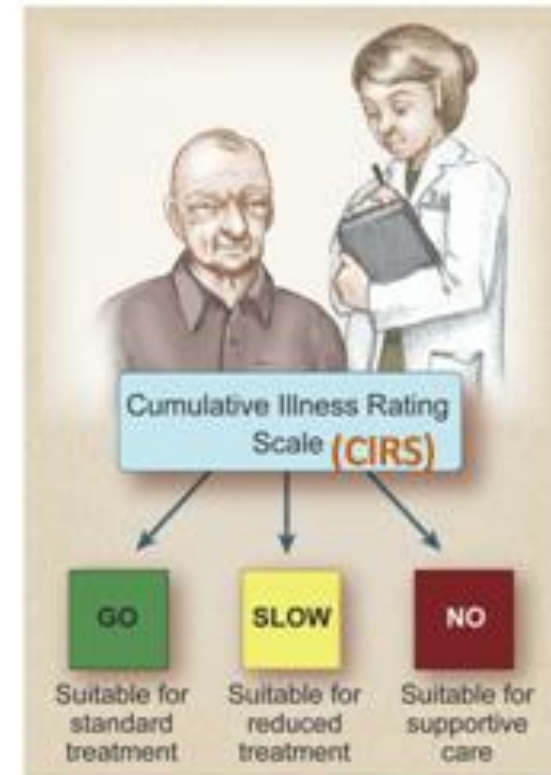 Cumulative Illness Rating
Scale (CIRS)
GO
SLOW
NO
Suitable for
standard
treatment
Suitable for
reduced
treatment
Suitable for
supportive
care